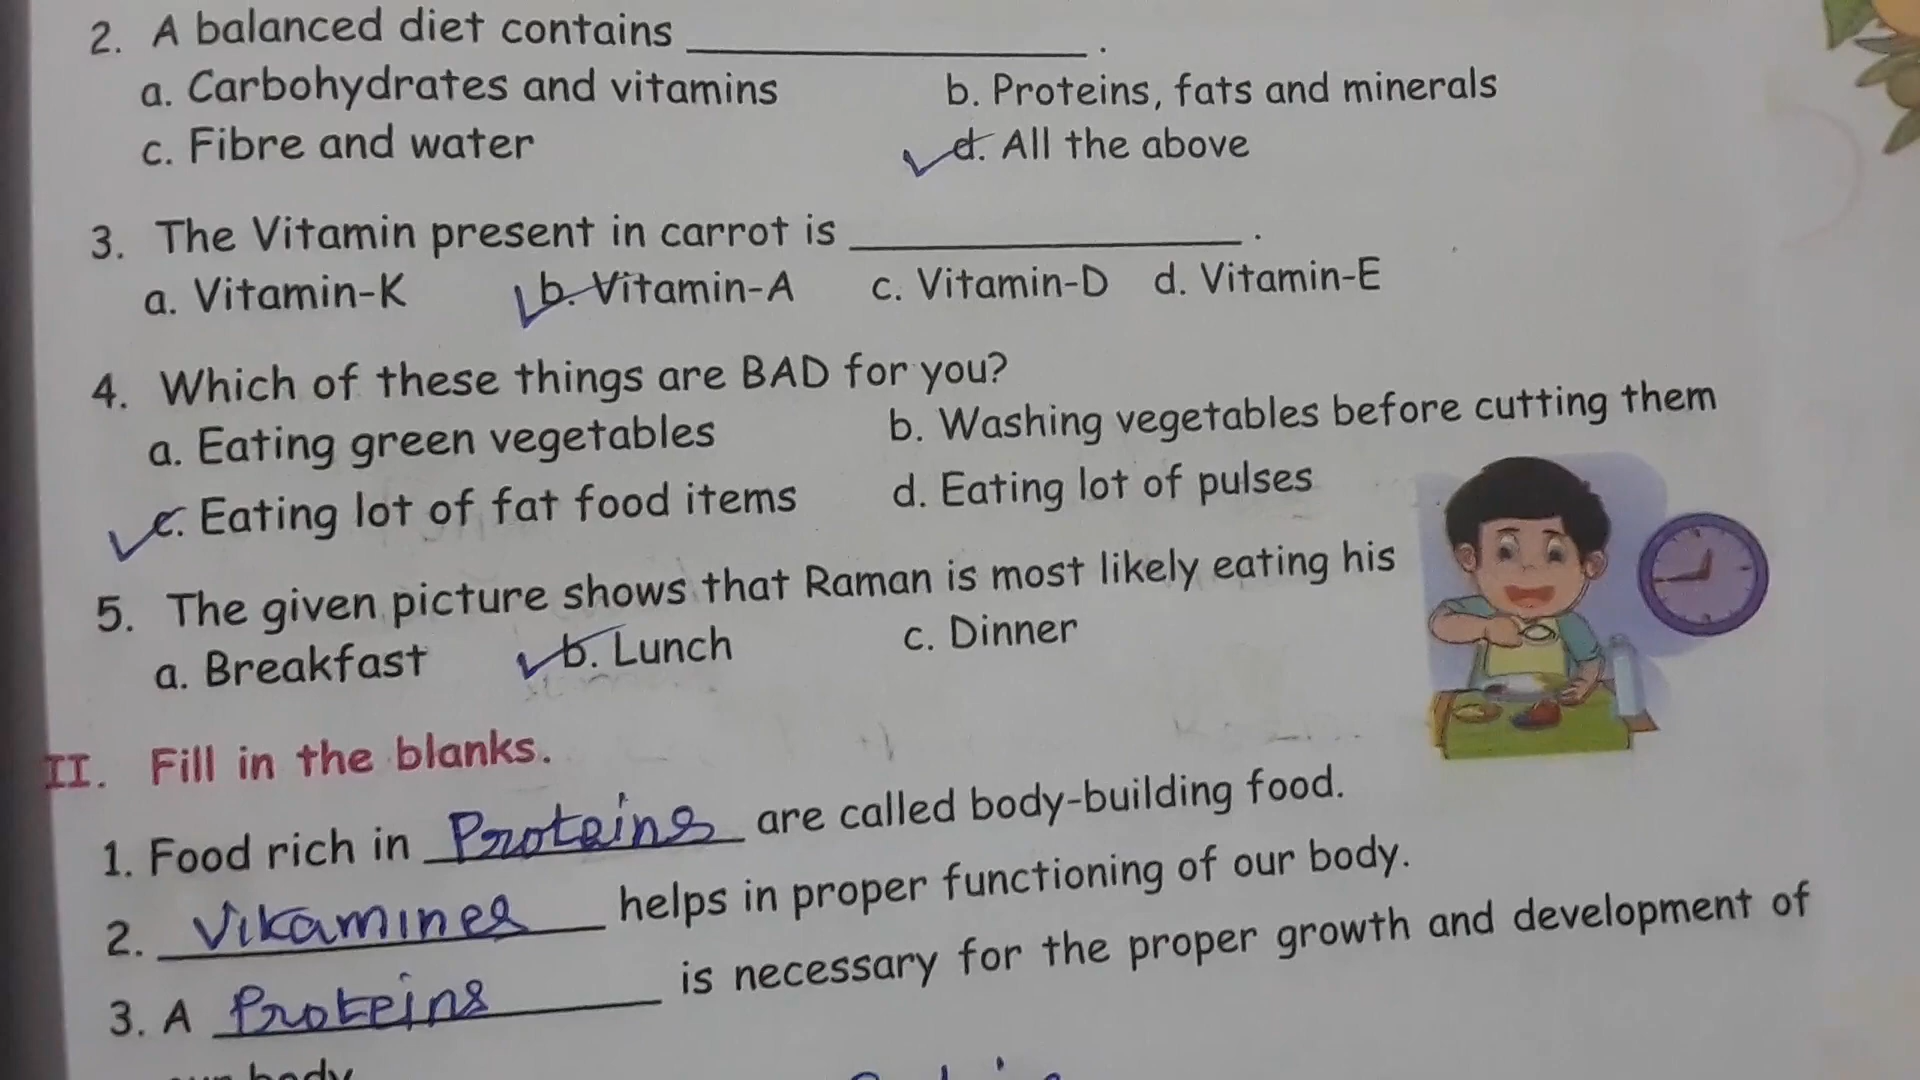 2. A balanced diet contains ________ .
a. Carbohydrates and vitamins b. Proteins, fats and minerals
c. Fibre and water d. All the above
3. The Vitamin present in carrot is ________ .
a. Vitamin-K b. Vitamin-A c. Vitamin-D d. Vitamin-E
4. Which of these things are BAD for you?
a. Eating green vegetables b. Washing vegetables before cutting them
c. Eating lot of fat food items d. Eating lot of pulses
5. The given picture shows that Raman is most likely eating his
a. Breakfast b. Lunch c. Dinner
II. Fill in the blanks.
1. Food rich in Proteins are called body-building food.
2. Vikamines helps in proper functioning of our body.
3. A Proteins is necessary for the proper growth and development of
body